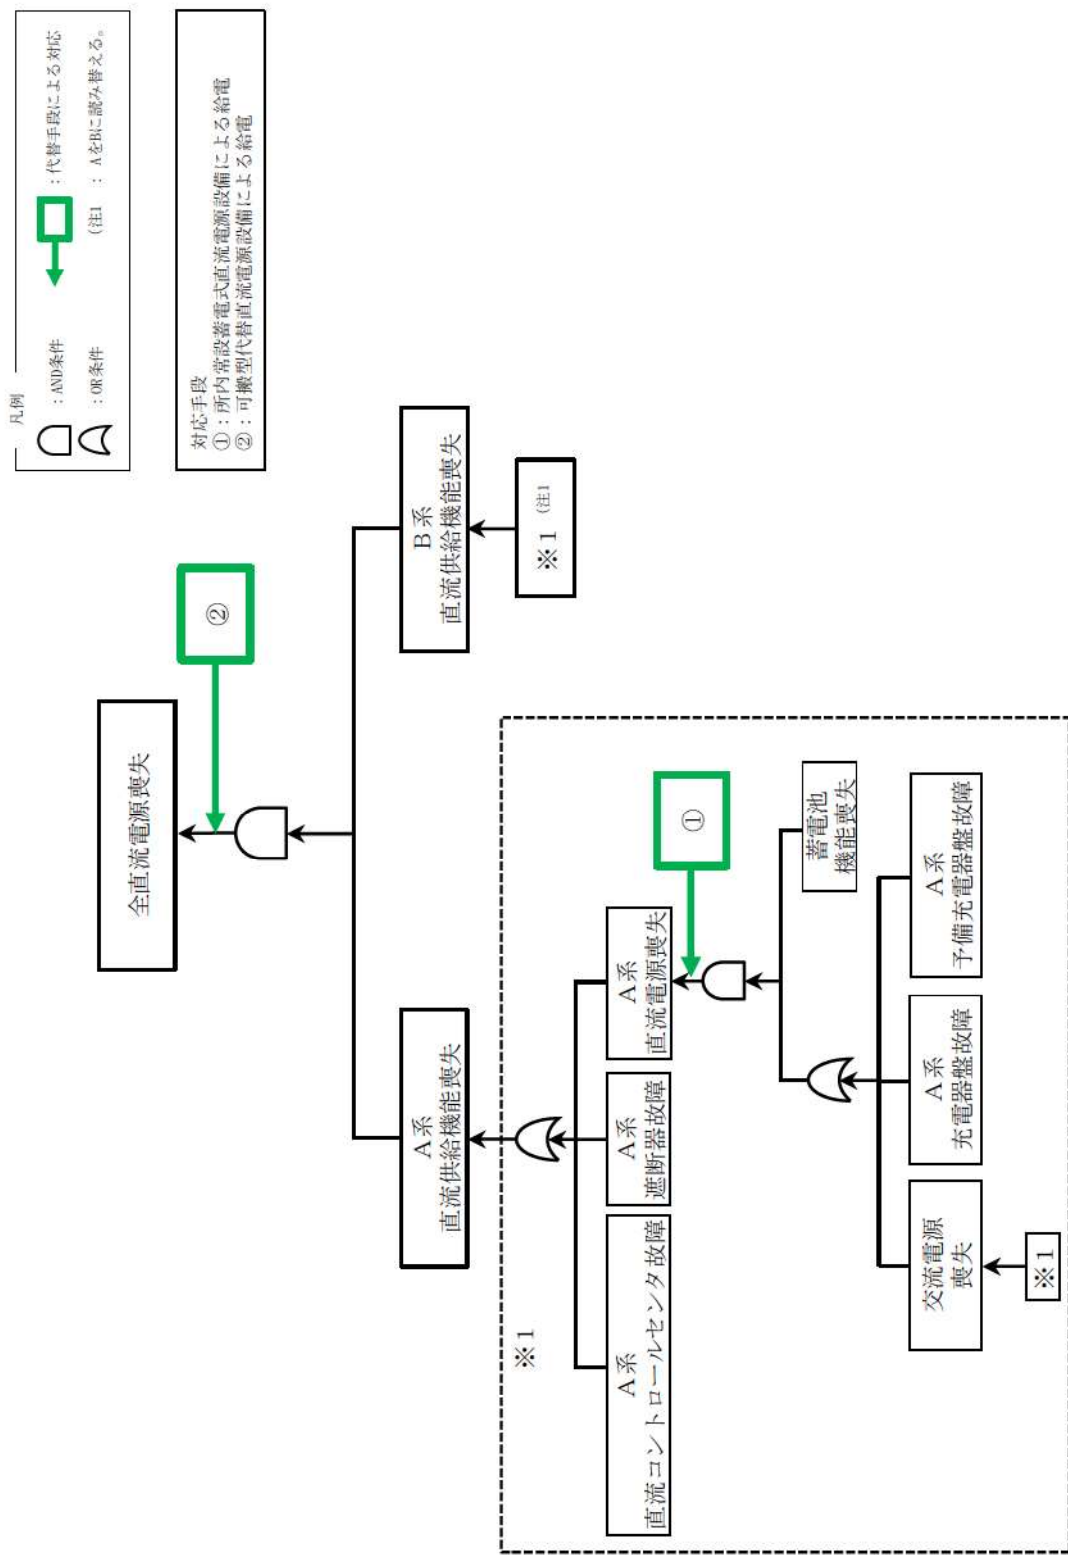 凡例
：AND条件
：代替手段による対応
：OR条件
(注1　：　AをBに読み替える。
対応手段
①：所内常設蓄電式直流電源設備による給電
②：可搬型代替直流電源設備による給電
全直流電源喪失
②
A系
直流供給機能喪失
B系
直流供給機能喪失
※1 (注1
※1
A系
直流コントロールセンタ故障
A系
遮断器故障
A系
直流電源喪失
①
蓄電池
機能喪失
交流電源
喪失
A系
充電器盤故障
A系
予備充電器盤故障
※1